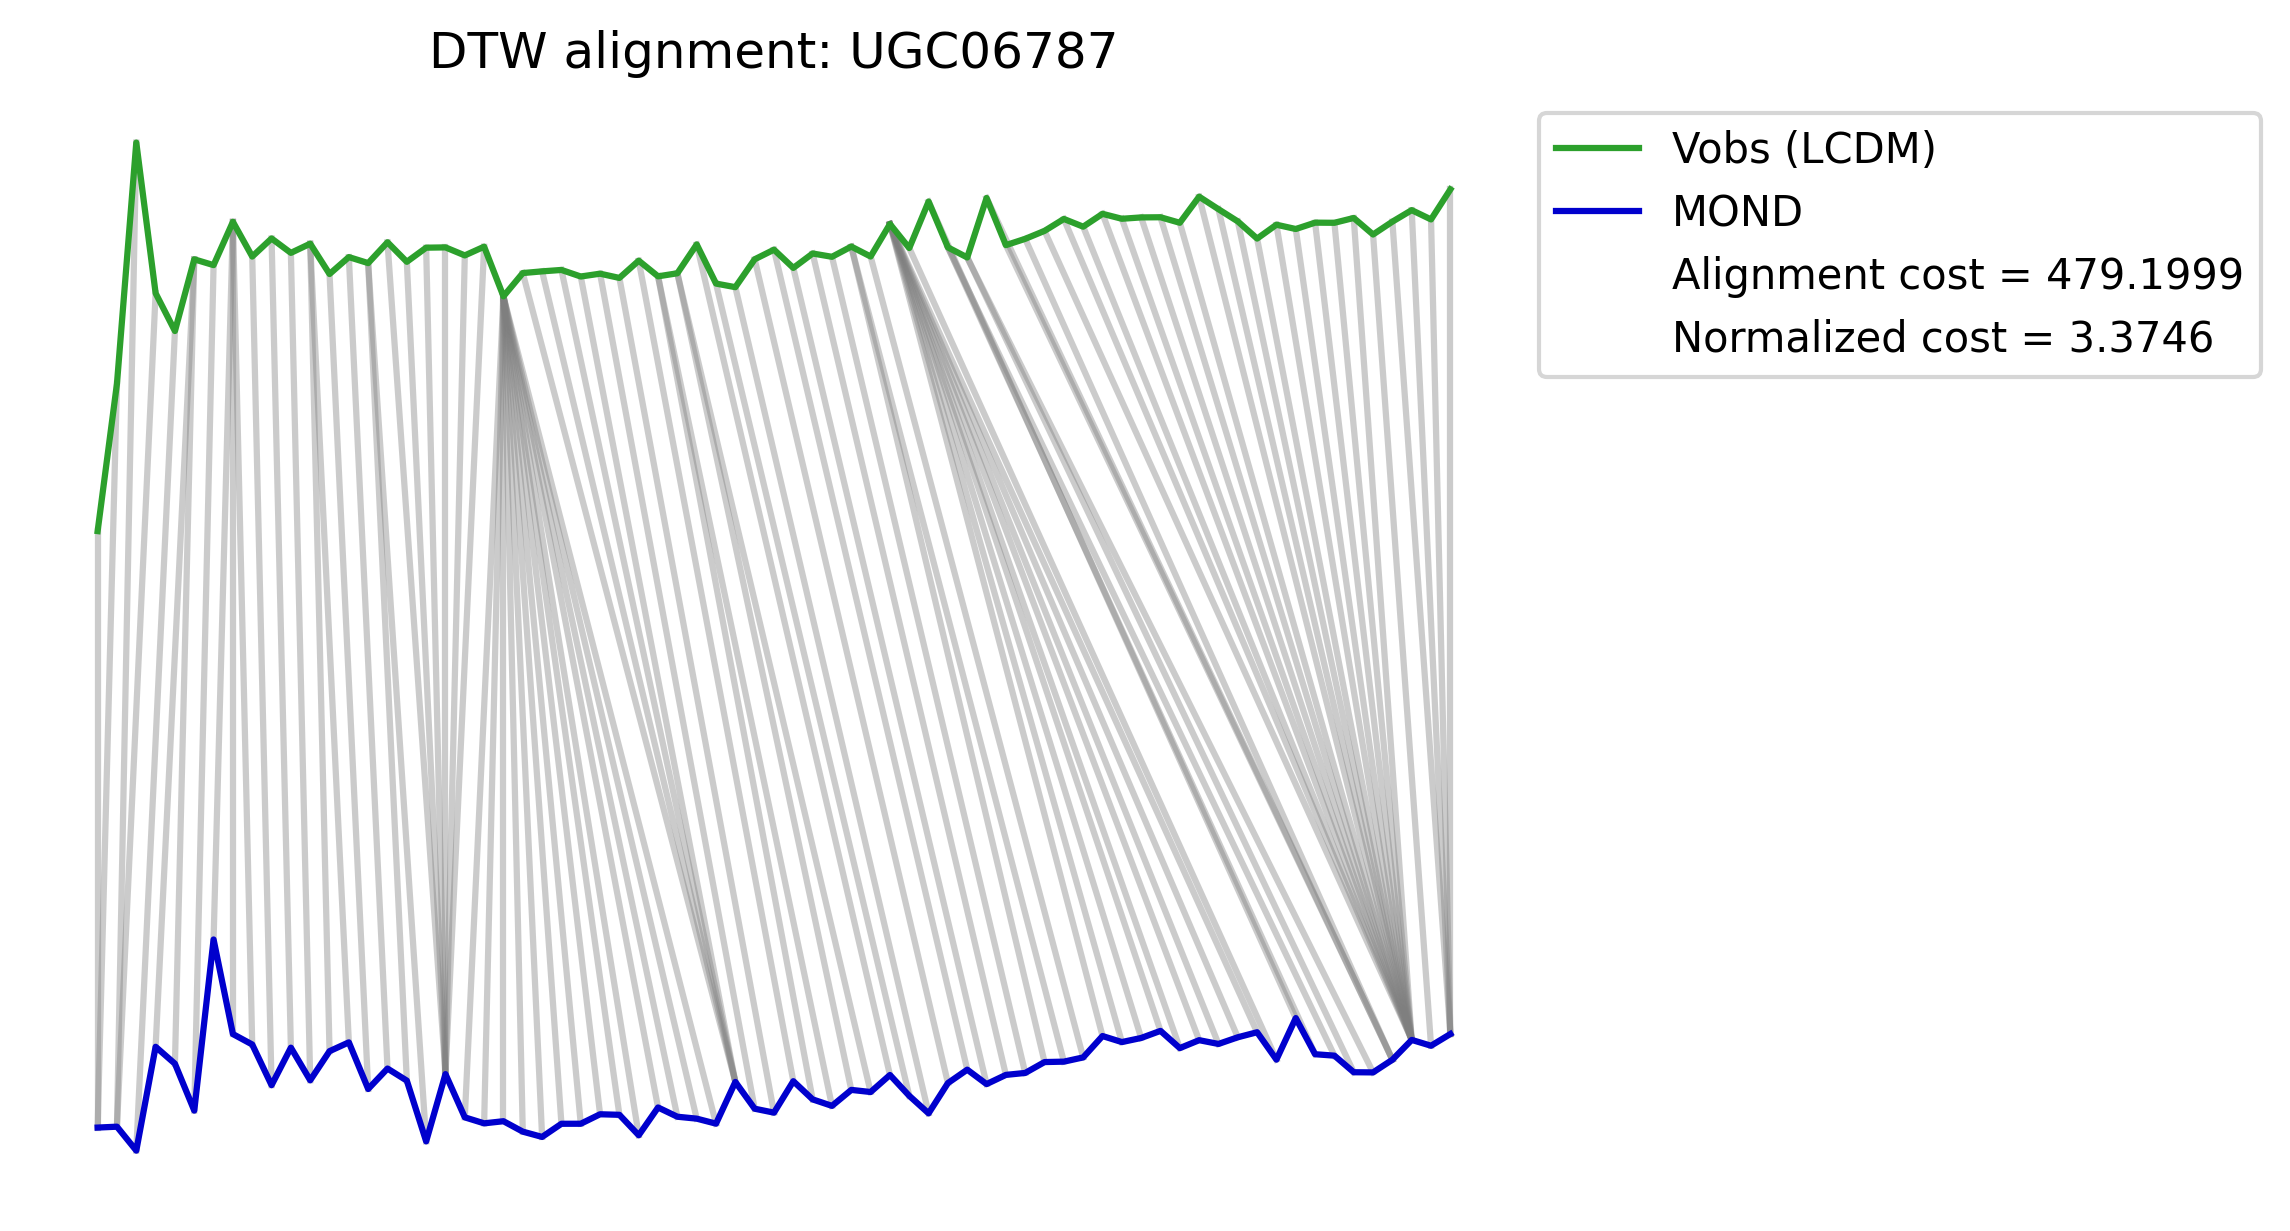 DTW alignment: UGC06787
Vobs (LCDM)
MOND
Alignment cost = 479.1999
Normalized cost = 3.3746